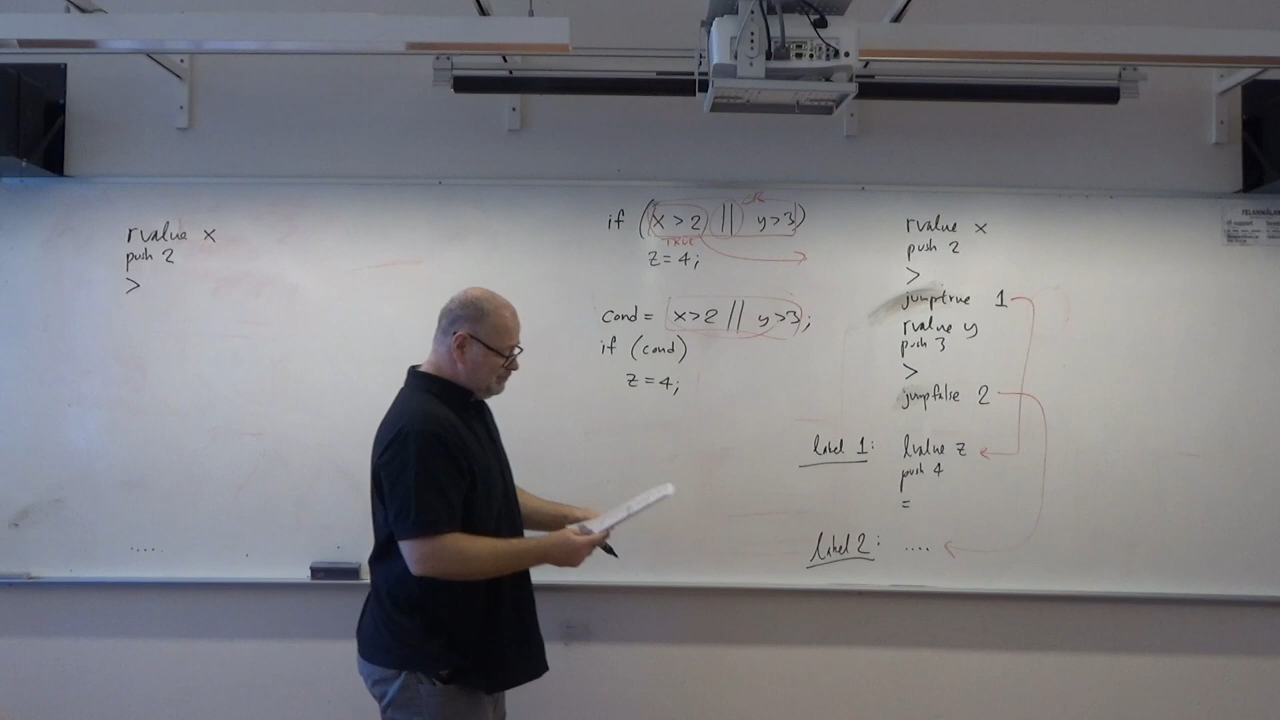 rvalue x
push 2
>
....
if (x>2 || y>3)
TRUE
z=4;
cond= x>2 || y>3;
if (cond)
z=4;
rvalue x
push 2
>
jumptrue 1
rvalue y
push 3
>
jumpfalse 2
label 1: lvalue z
push 4
=
label 2: ....
FELANMÄLAN